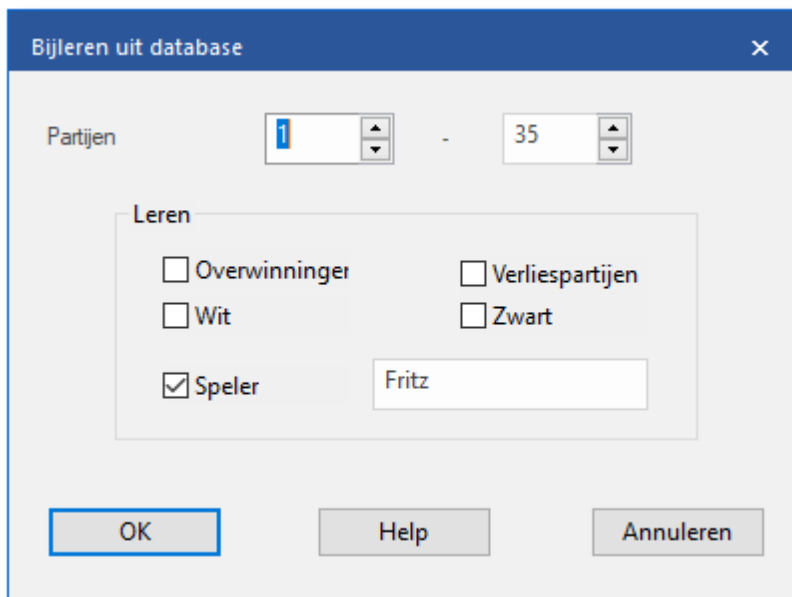 Bijleren uit database
Partijen 1 - 35
Leren
Overwinninger Verliespartijen
Wit Zwart
Speler Fritz
OK Help Annuleren